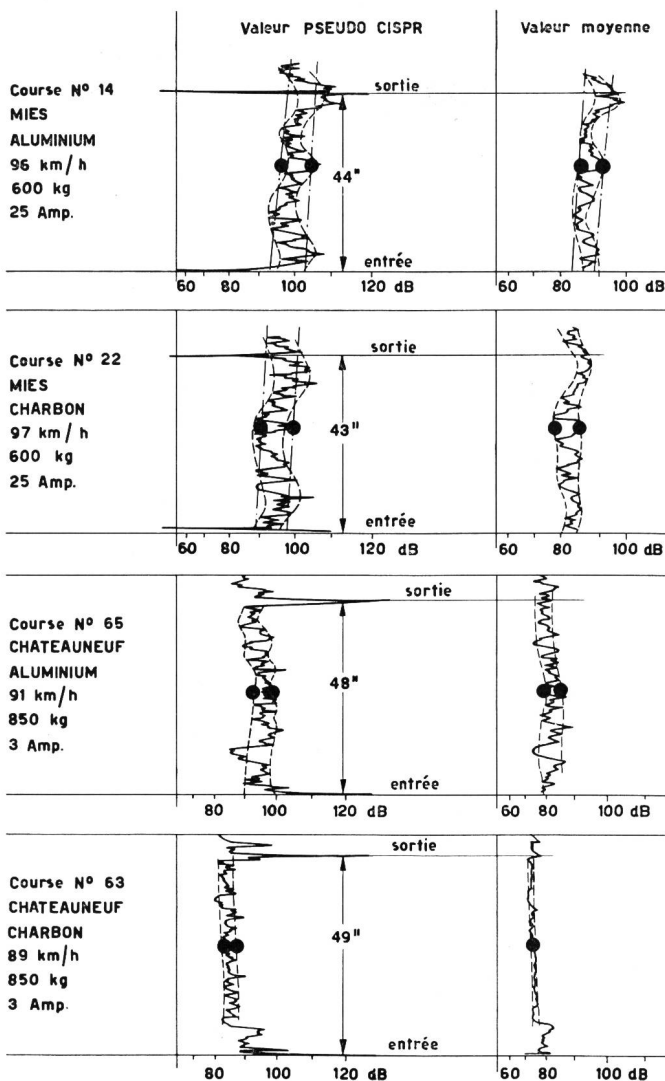 Valeur PSEUDO CISPR
Valeur moyenne
Course Nº 14
MIES
ALUMINIUM
96 km/h
600 kg
25 Amp.
sortie
44"
entrée
60 80 100 120 dB
60 80 100 dB
Course Nº 22
MIES
CHARBON
97 km/h
600 kg
25 Amp.
sortie
43"
entrée
60 80 100 120 dB
60 80 100 dB
Course Nº 65
CHATEAUNEUF
ALUMINIUM
91 km/h
850 kg
3 Amp.
sortie
48"
entrée
80 100 120 dB
60 80 100 dB
Course Nº 63
CHATEAUNEUF
CHARBON
89 km/h
850 kg
3 Amp.
sortie
49"
entrée
80 100 120 dB
60 80 100 dB